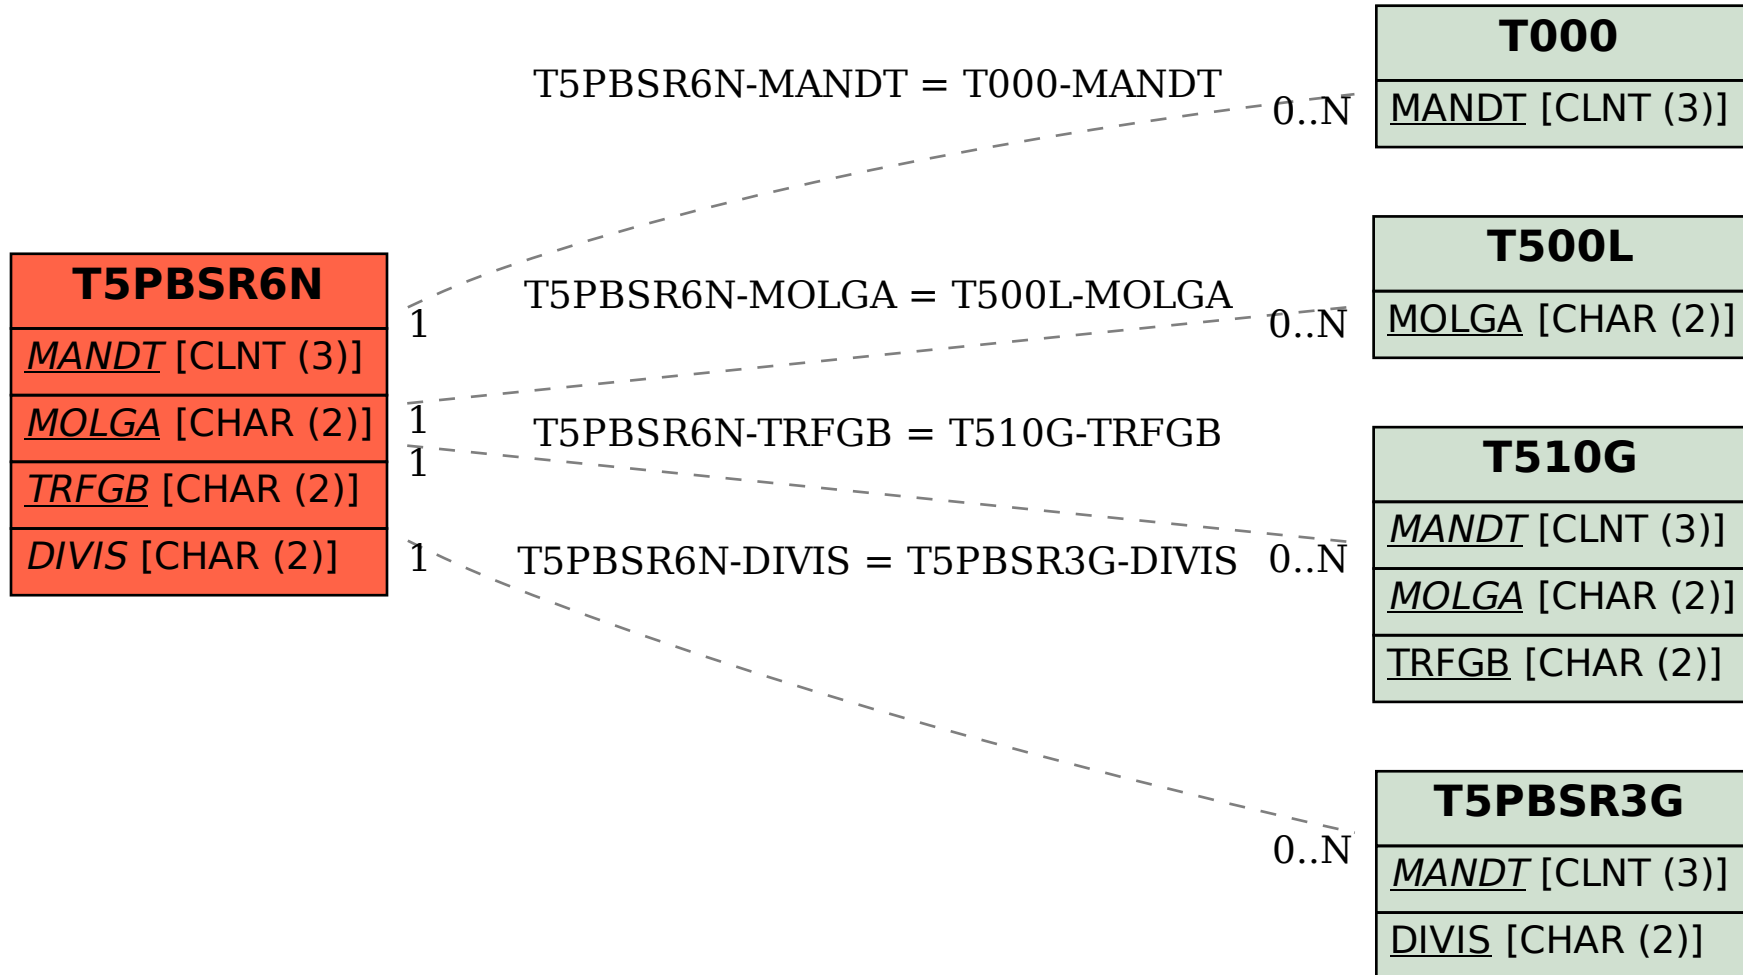 T5PBSR6N
MANDT [CLNT (3)]
MOLGA [CHAR (2)]
TRFGB [CHAR (2)]
DIVIS [CHAR (2)]
T5PBSR6N-MANDT = T000-MANDT
1
0..N
T5PBSR6N-MOLGA = T500L-MOLGA
1
0..N
T5PBSR6N-TRFGB = T510G-TRFGB
1
0..N
T5PBSR6N-DIVIS = T5PBSR3G-DIVIS
1
0..N
T000
MANDT [CLNT (3)]
T500L
MOLGA [CHAR (2)]
T510G
MANDT [CLNT (3)]
MOLGA [CHAR (2)]
TRFGB [CHAR (2)]
T5PBSR3G
MANDT [CLNT (3)]
DIVIS [CHAR (2)]